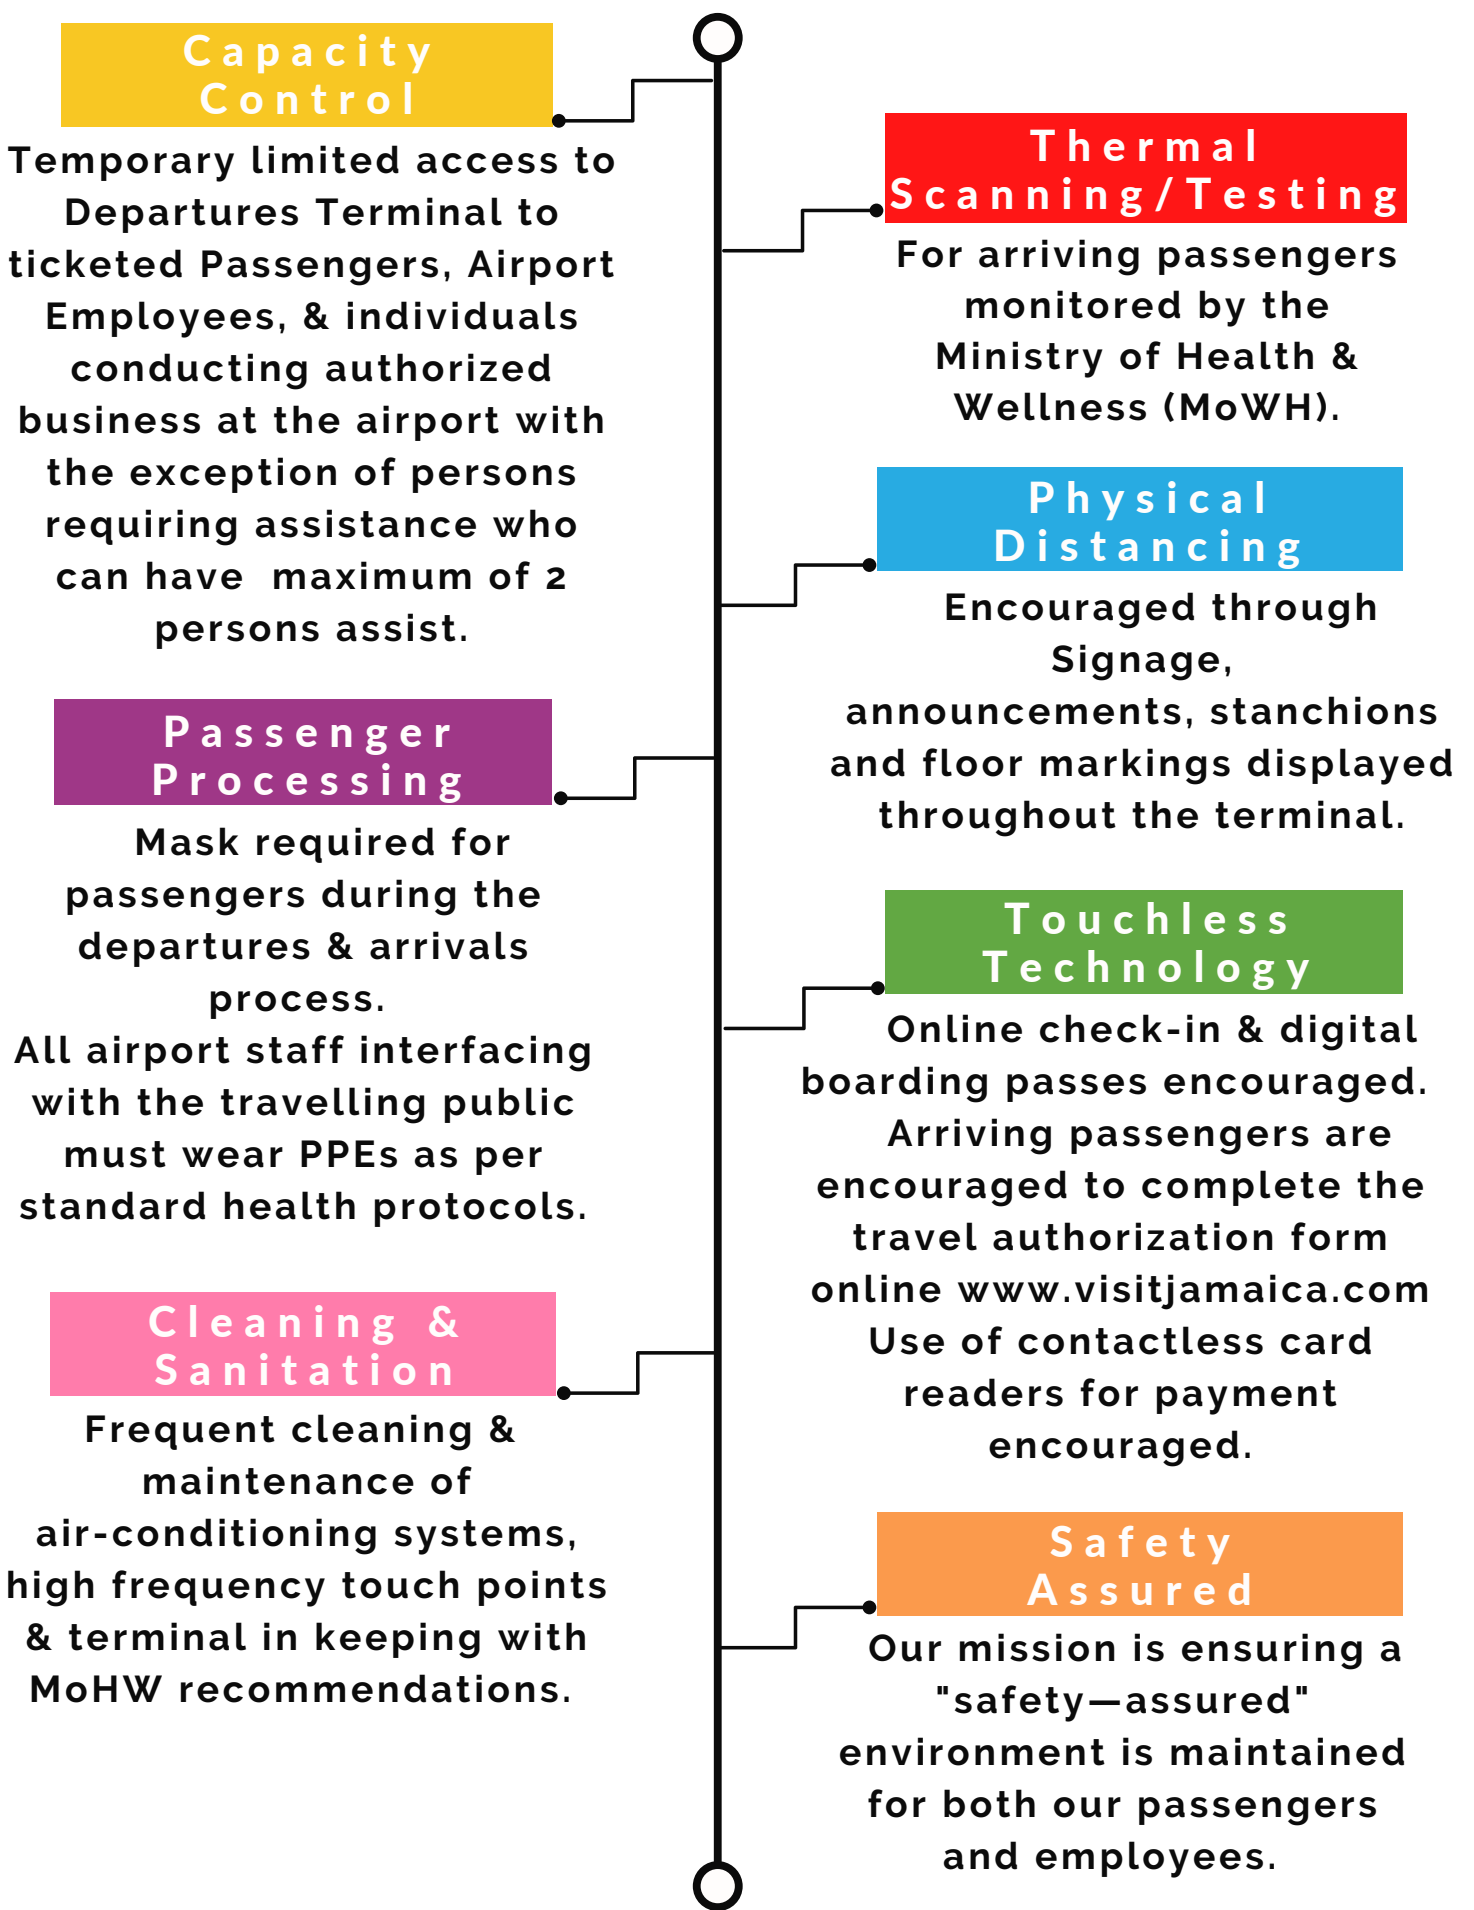 Capacity
Control
Temporary limited access to
Departures Terminal to
ticketed Passengers, Airport
Employees, & individuals
conducting authorized
business at the airport with
the exception of persons
requiring assistance who
can have  maximum of 2
persons assist.
Thermal
Scanning/Testing
For arriving passengers
monitored by the
Ministry of Health &
Wellness (MoWH).
Physical
Distancing
Encouraged through
Signage,
announcements, stanchions
and floor markings displayed
throughout the terminal.
Passenger
Processing
Mask required for
passengers during the
departures & arrivals
process.
All airport staff interfacing
with the travelling public
must wear PPEs as per
standard health protocols.
Touchless
Technology
Online check-in & digital
boarding passes encouraged.
Arriving passengers are
encouraged to complete the
travel authorization form
online www.visitjamaica.com
Use of contactless card
readers for payment
encouraged.
Cleaning &
Sanitation
Frequent cleaning &
maintenance of
air-conditioning systems,
high frequency touch points
& terminal in keeping with
MoHW recommendations.
Safety
Assured
Our mission is ensuring a
"safety—assured"
environment is maintained
for both our passengers
and employees.